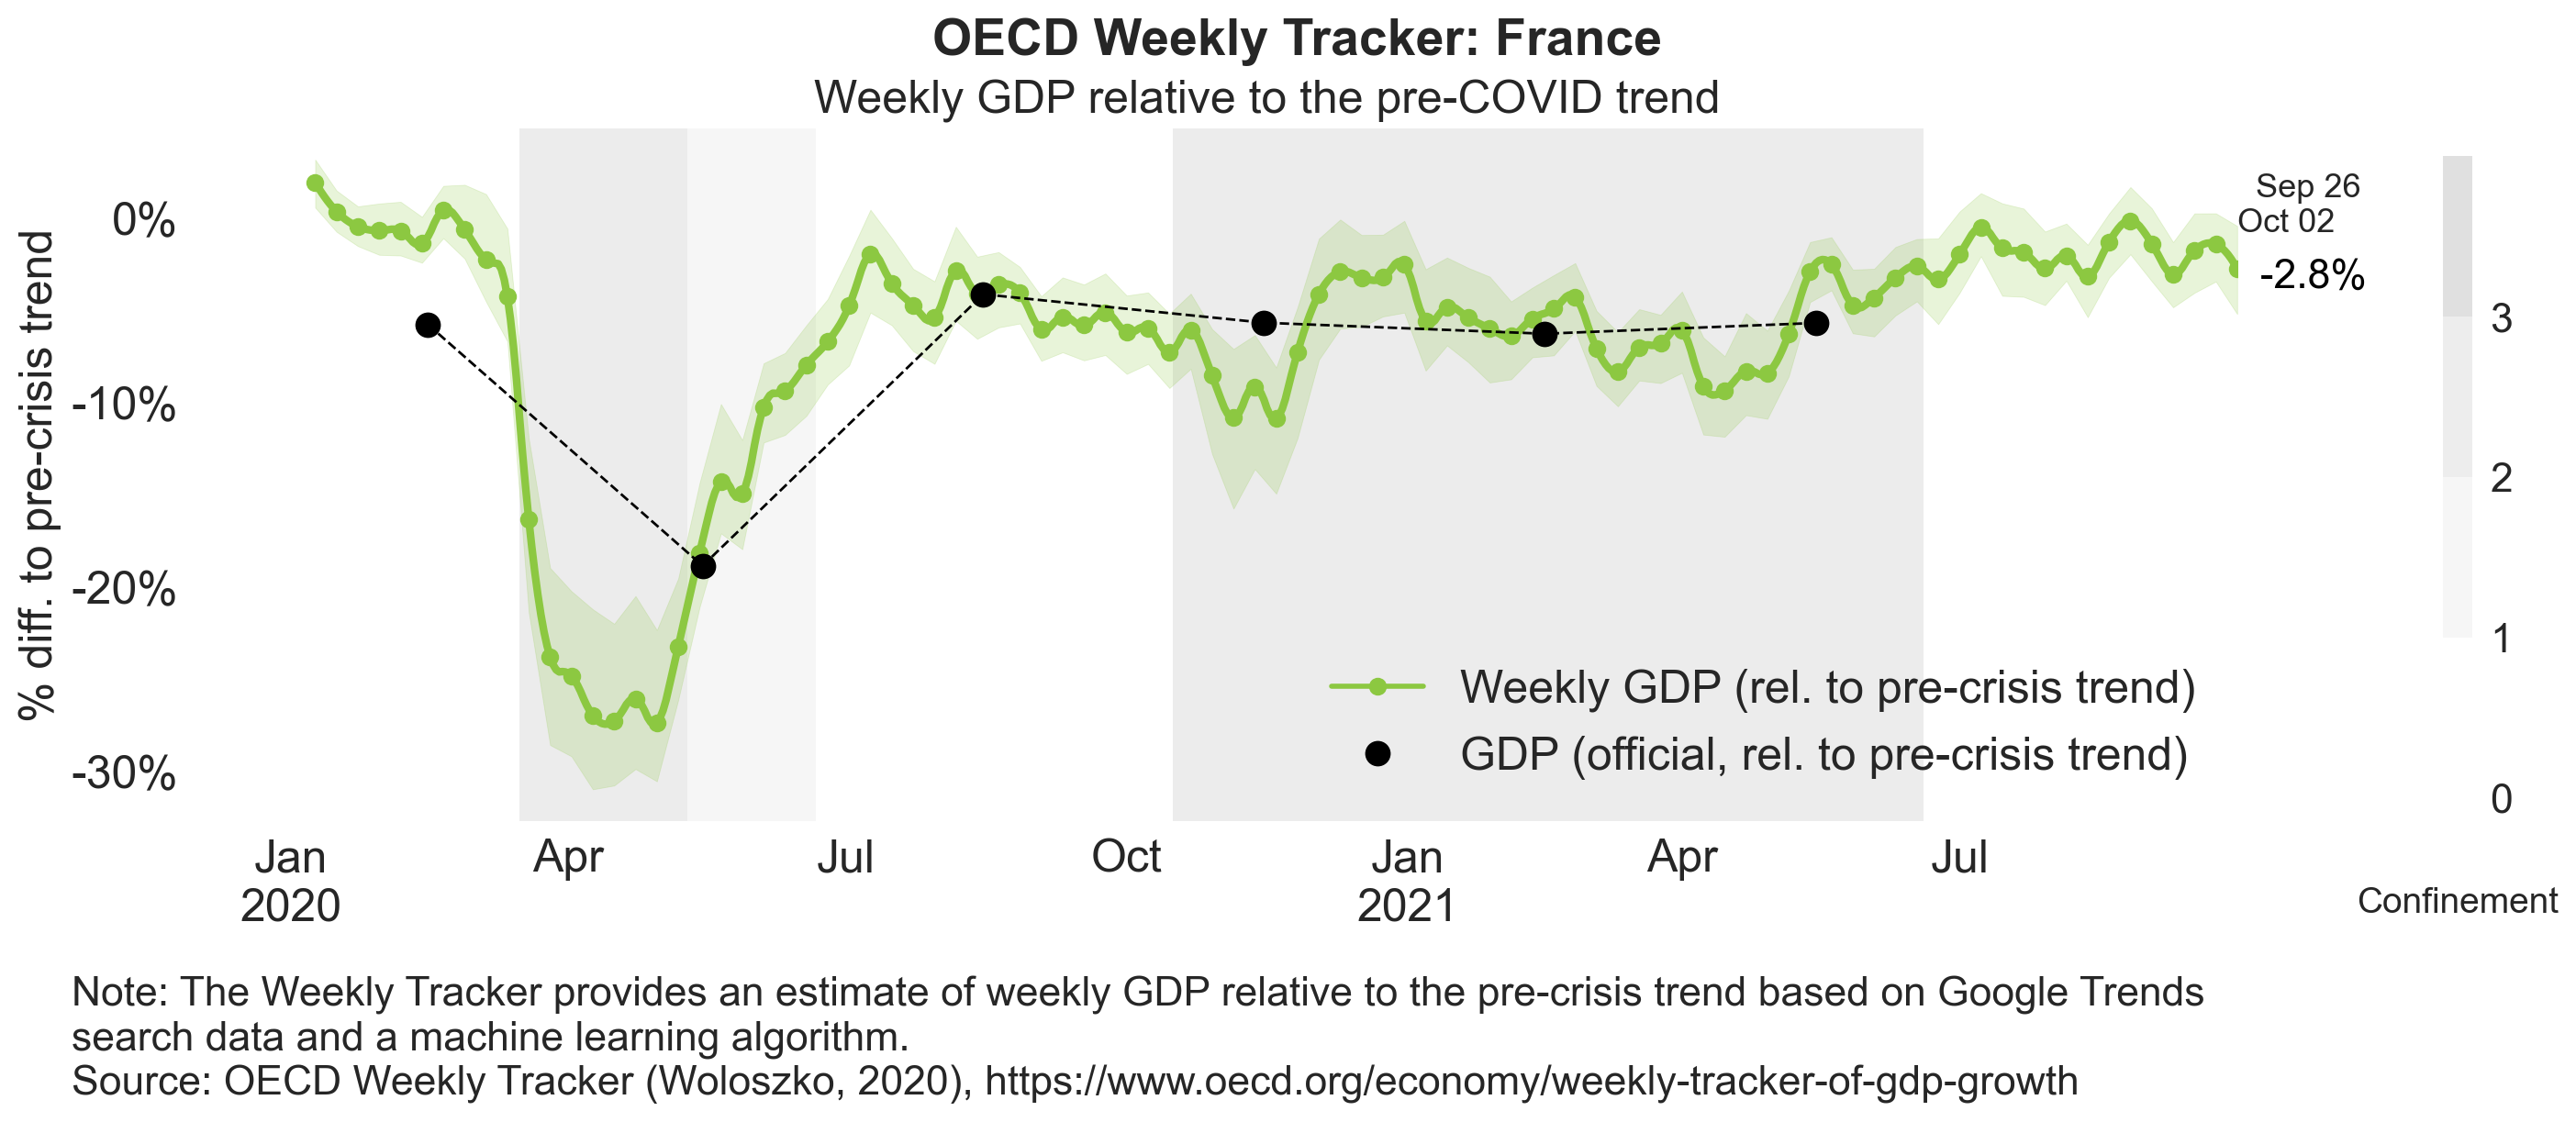 OECD Weekly Tracker: France
Weekly GDP relative to the pre-COVID trend
% diff. to pre-crisis trend
0%
-10%
-20%
-30%
Sep 26
Oct 02
-2.8%
3
2
1
0
Weekly GDP (rel. to pre-crisis trend)
GDP (official, rel. to pre-crisis trend)
Jan Apr Jul Oct Jan Apr Jul
2020 2021
Confinement
Note: The Weekly Tracker provides an estimate of weekly GDP relative to the pre-crisis trend based on Google Trends
search data and a machine learning algorithm.
Source: OECD Weekly Tracker (Woloszko, 2020), https://www.oecd.org/economy/weekly-tracker-of-gdp-growth